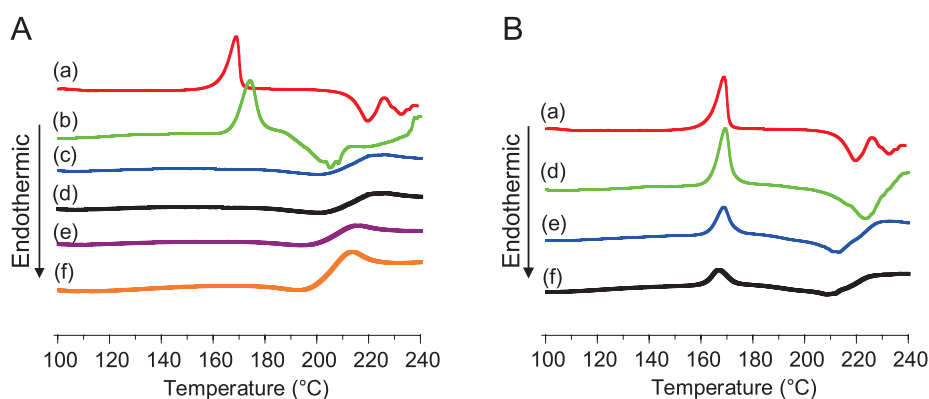 A
(a)
(b)
(c)
(d)
(e)
(f)
Endothermic
100 120 140 160 180 200 220 240
Temperature (°C)
B
(a)
(d)
(e)
(f)
Endothermic
100 120 140 160 180 200 220 240
Temperature (°C)